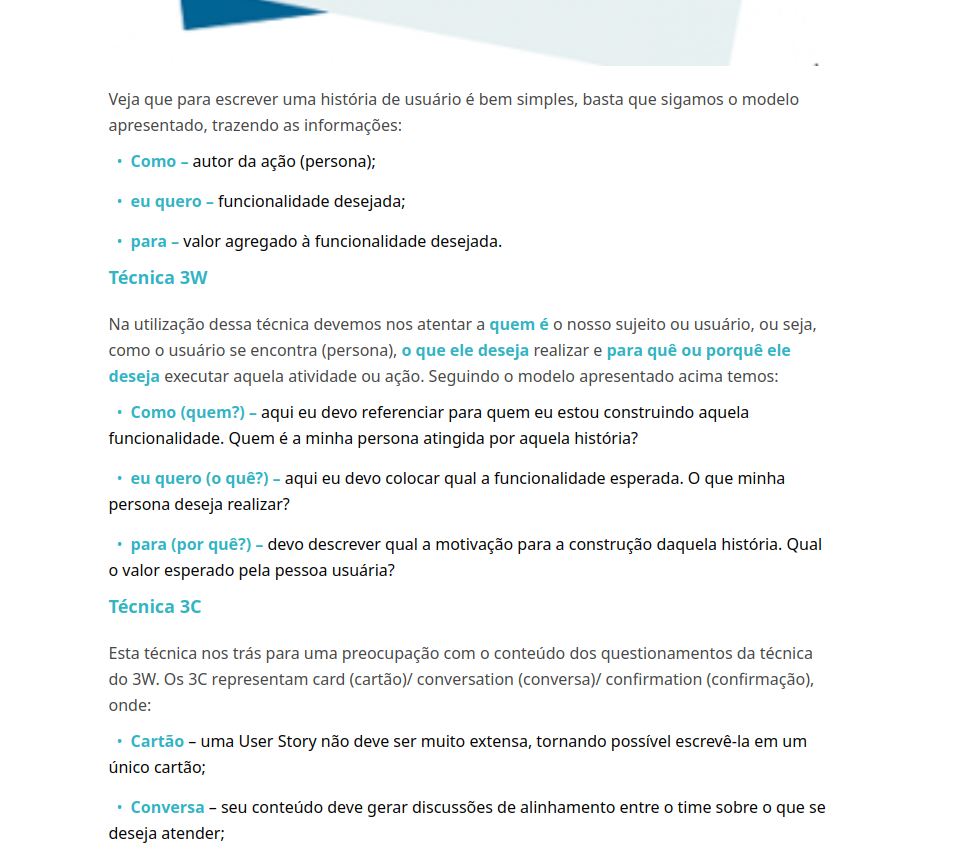 Veja que para escrever uma história de usuário é bem simples, basta que sigamos o modelo
apresentado, trazendo as informações:
• Como – autor da ação (persona);
• eu quero – funcionalidade desejada;
• para – valor agregado à funcionalidade desejada.
Técnica 3W
Na utilização dessa técnica devemos nos atentar a quem é o nosso sujeito ou usuário, ou seja,
como o usuário se encontra (persona), o que ele deseja realizar e para quê ou porquê ele
deseja executar aquela atividade ou ação. Seguindo o modelo apresentado acima temos:
• Como (quem?) – aqui eu devo referenciar para quem eu estou construindo aquela
funcionalidade. Quem é a minha persona atingida por aquela história?
• eu quero (o quê?) – aqui eu devo colocar qual a funcionalidade esperada. O que minha
persona deseja realizar?
• para (por quê?) – devo descrever qual a motivação para a construção daquela história. Qual
o valor esperado pela pessoa usuária?
Técnica 3C
Esta técnica nos trás para uma preocupação com o conteúdo dos questionamentos da técnica
do 3W. Os 3C representam card (cartão)/ conversation (conversa)/ confirmation (confirmação),
onde:
• Cartão – uma User Story não deve ser muito extensa, tornando possível escrevê-la em um
único cartão;
• Conversa – seu conteúdo deve gerar discussões de alinhamento entre o time sobre o que se
deseja atender;